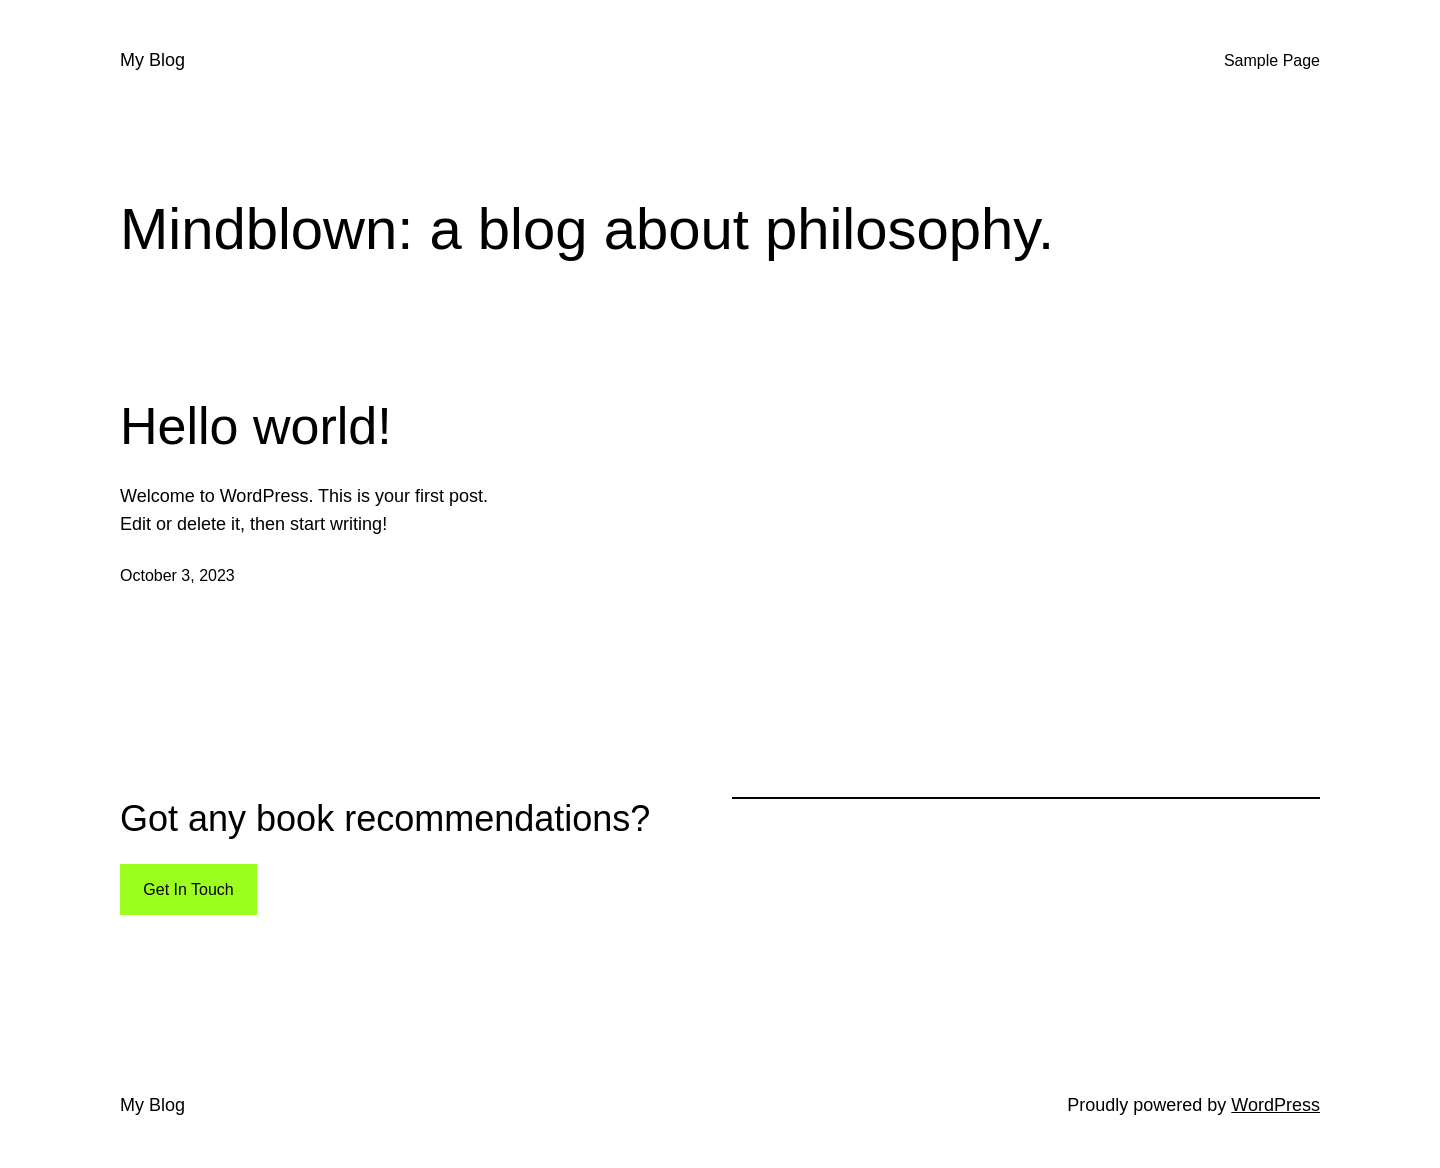 My Blog
Sample Page
Mindblown: a blog about philosophy.
Hello world!
Welcome to WordPress. This is your first post.
Edit or delete it, then start writing!
October 3, 2023
Got any book recommendations?
Get In Touch
My Blog
Proudly powered by WordPress